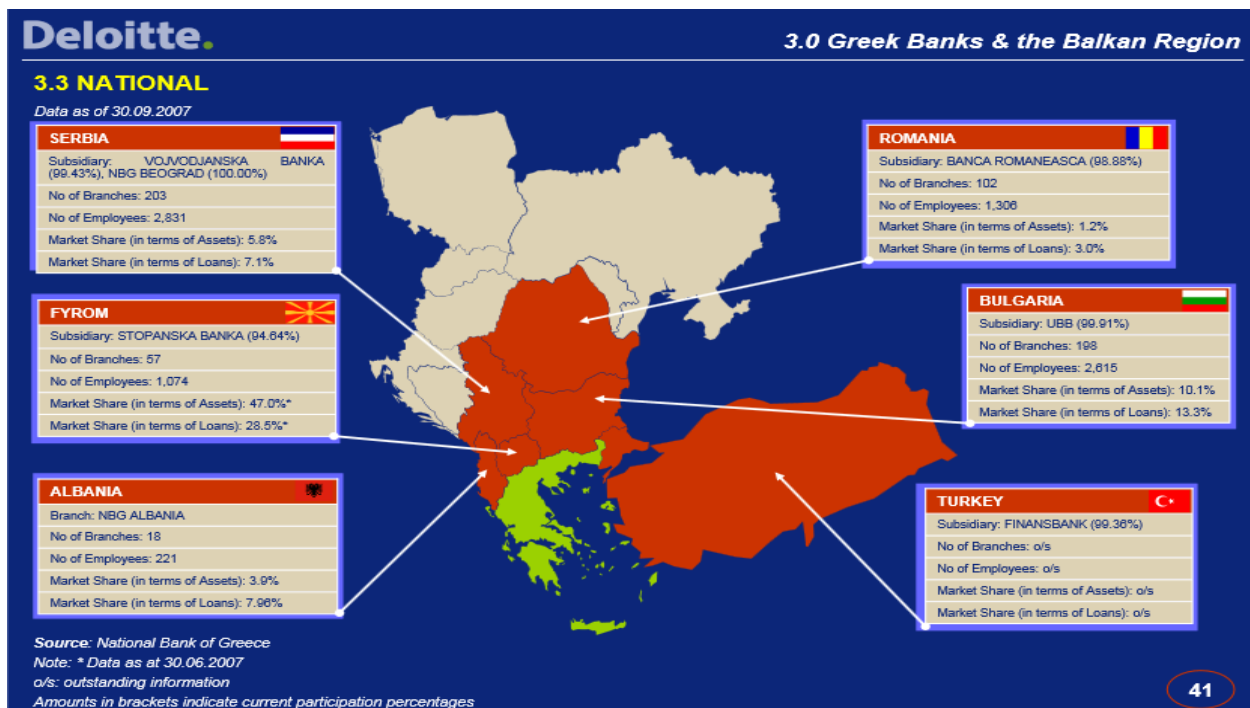 Deloitte.
3.0 Greek Banks & the Balkan Region
3.3 NATIONAL
Data as of 30.09.2007
SERBIA
Subsidiary: VOJVODJANSKA BANKA
(99.43%), NBG BEOGRAD (100.00%)
No of Branches: 203
No of Employees: 2,831
Market Share (in terms of Assets): 5.8%
Market Share (in terms of Loans): 7.1%
FYROM
Subsidiary: STOPANSKA BANKA (94.64%)
No of Branches: 57
No of Employees: 1,074
Market Share (in terms of Assets): 47.0%*
Market Share (in terms of Loans): 28.5%*
ALBANIA
Branch: NBG ALBANIA
No of Branches: 18
No of Employees: 221
Market Share (in terms of Assets): 3.9%
Market Share (in terms of Loans): 7.96%
ROMANIA
Subsidiary: BANCA ROMANEASCA (98.88%)
No of Branches: 102
No of Employees: 1,306
Market Share (in terms of Assets): 1.2%
Market Share (in terms of Loans): 3.0%
BULGARIA
Subsidiary: UBB (99.91%)
No of Branches: 198
No of Employees: 2,615
Market Share (in terms of Assets): 10.1%
Market Share (in terms of Loans): 13.3%
TURKEY
Subsidiary: FINANSBANK (99.36%)
No of Branches: o/s
No of Employees: o/s
Market Share (in terms of Assets): o/s
Market Share (in terms of Loans): o/s
Source: National Bank of Greece
Note: * Data as at 30.06.2007
o/s: outstanding information
Amounts in brackets indicate current participation percentages
41